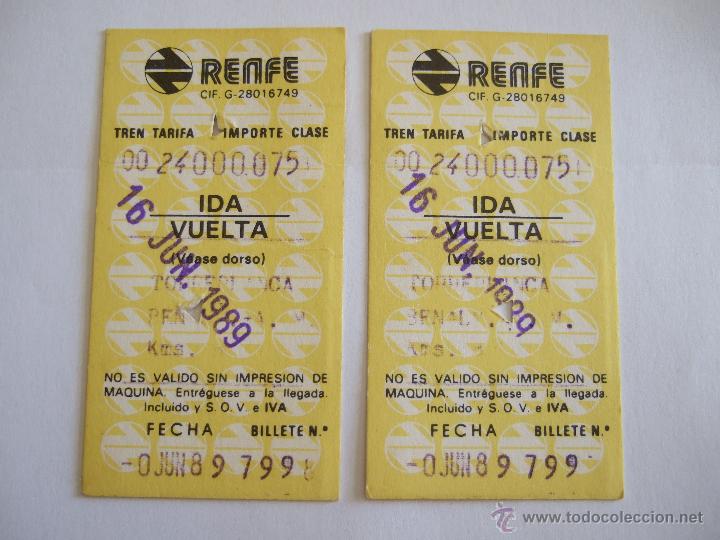 RENFE
CIF. G-28016749
TREN TARIFA IMPORTE CLASE
00 24000.075
IDA
VUELTA
(Véase dorso)
16 JUN. 1989
Kms.
NO ES VALIDO SIN IMPRESION DE
MAQUINA. Entréguese a la llegada.
Incluido y S.O.V. e IVA
FECHA BILLETE N.º
-0JUN89 799
RENFE
CIF. G-28016749
TREN TARIFA IMPORTE CLASE
00 24000.075
IDA
VUELTA
(Véase dorso)
16 JUN. 1989
Kms.
NO ES VALIDO SIN IMPRESION DE
MAQUINA. Entréguese a la llegada.
Incluido y S.O.V. e IVA
FECHA BILLETE N.º
-0JUN89 799
© www.todocoleccion.net